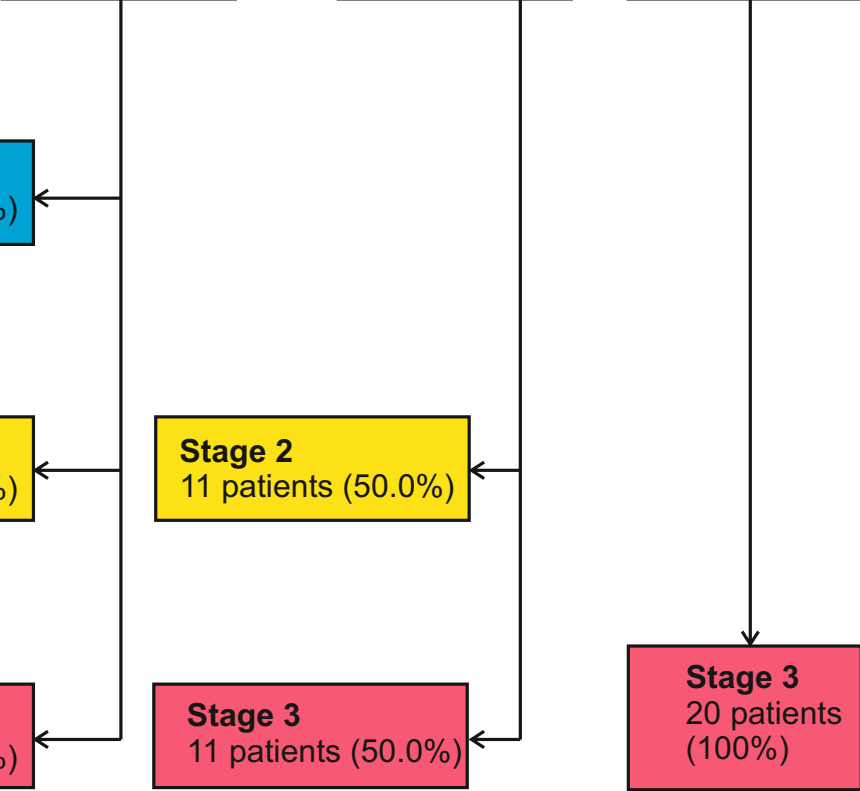 %)
%)
Stage 2
11 patients (50.0%)
%)
Stage 3
11 patients (50.0%)
Stage 3
20 patients
(100%)